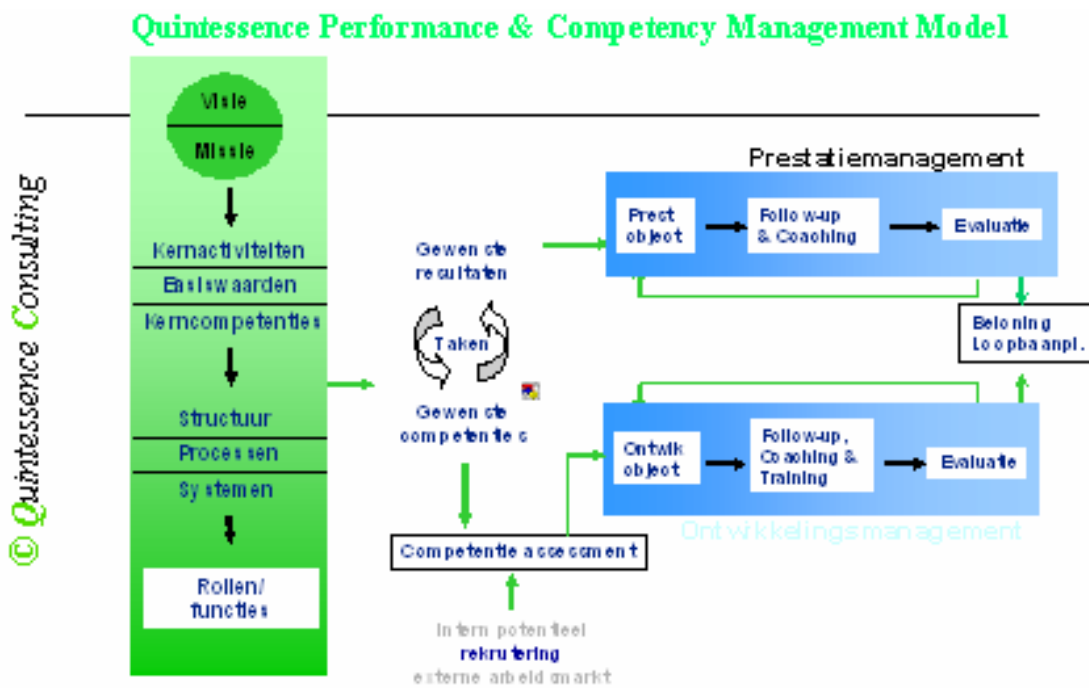 Quintessence Performance & Competency Management Model
© Quintessence Consulting
Visie
Missie
Kernactiviteiten
Basiswaarden
Kerncompetenties
Structuur
Processen
Systemen
Rollen/
functies
Gewenste
resultaten
Taken
Gewenste
competenties
Competentie assessment
Intern potentieel
rekrutering
externe arbeidsmarkt
Prestatiemanagement
Prest
object
Follow-up
& Coaching
Evaluatie
Beloning
Loopbaanpl.
Ontwik
object
Follow-up,
Coaching &
Training
Evaluatie
Ontwikkelingsmanagement